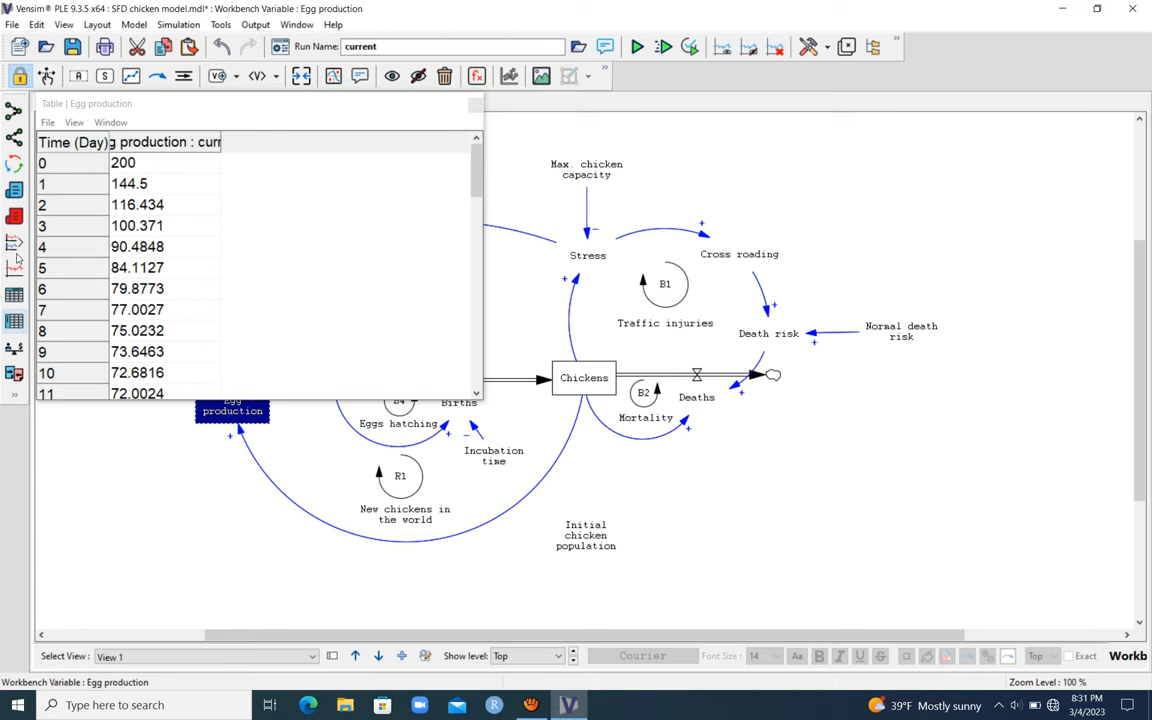 Vensim® PLE 9.3.5 x64 : SFD chicken model.mdl* : Workbench Variable : Egg production
File Edit View Layout Model Simulation Tools Output Window Help
Run Name: current
Table | Egg production
File View Window
Time (Day) g production : curr
0 200
1 144.5
2 116.434
3 100.371
4 90.4848
5 84.1127
6 79.8773
7 77.0027
8 75.0232
9 73.6463
10 72.6816
11 72.0024
Max. chicken
capacity
Stress
Cross roading
B1
Traffic injuries
Death risk
Normal death
risk
Chickens
B2
Deaths
Mortality
Egg
production
B4
Births
Eggs hatching
Incubation
time
R1
New chickens in
the world
Initial
chicken
population
Select View: View 1 Show level: Top Courier Font Size: 14 Aa B I U S Top Exact Workb
Workbench Variable : Egg production Zoom Level : 100 %
Type here to search
39°F Mostly sunny
8:31 PM
3/4/2023